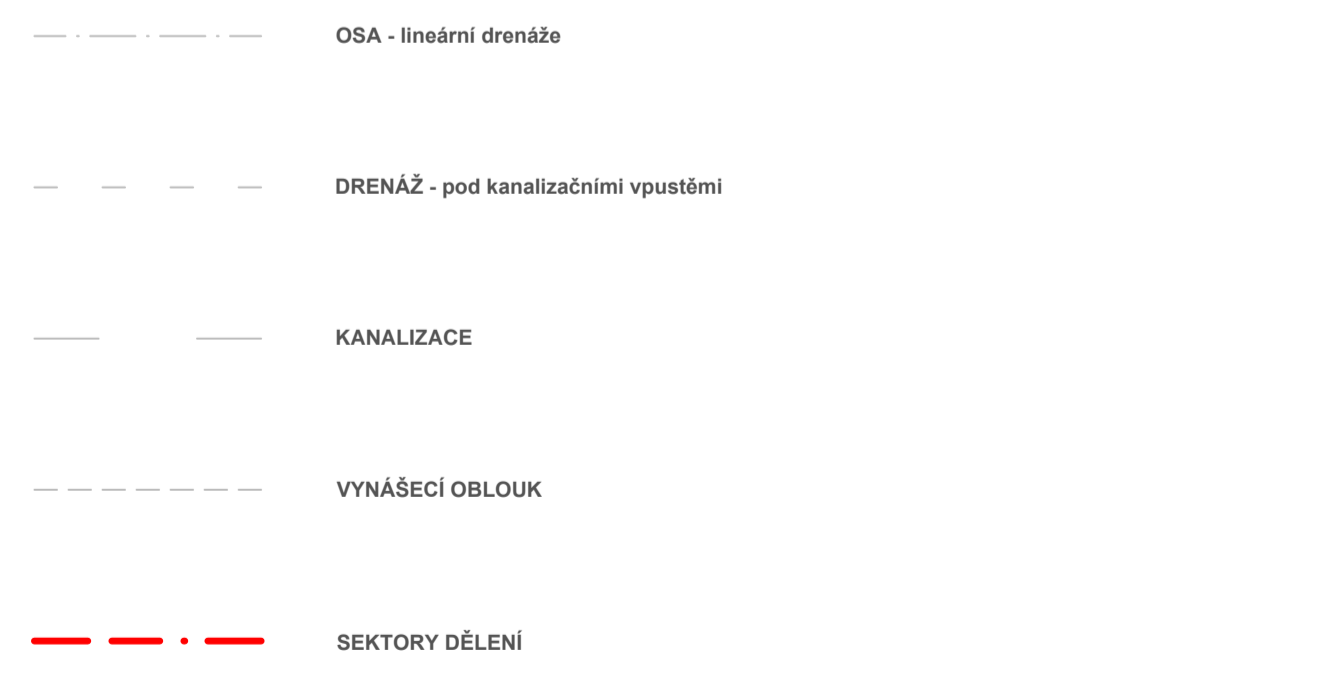 OSA - lineární drenáže
DRENÁŽ - pod kanalizačními vpustěmi
KANALIZACE
VYNÁŠECÍ OBLOUK
SEKTORY DĚLENÍ